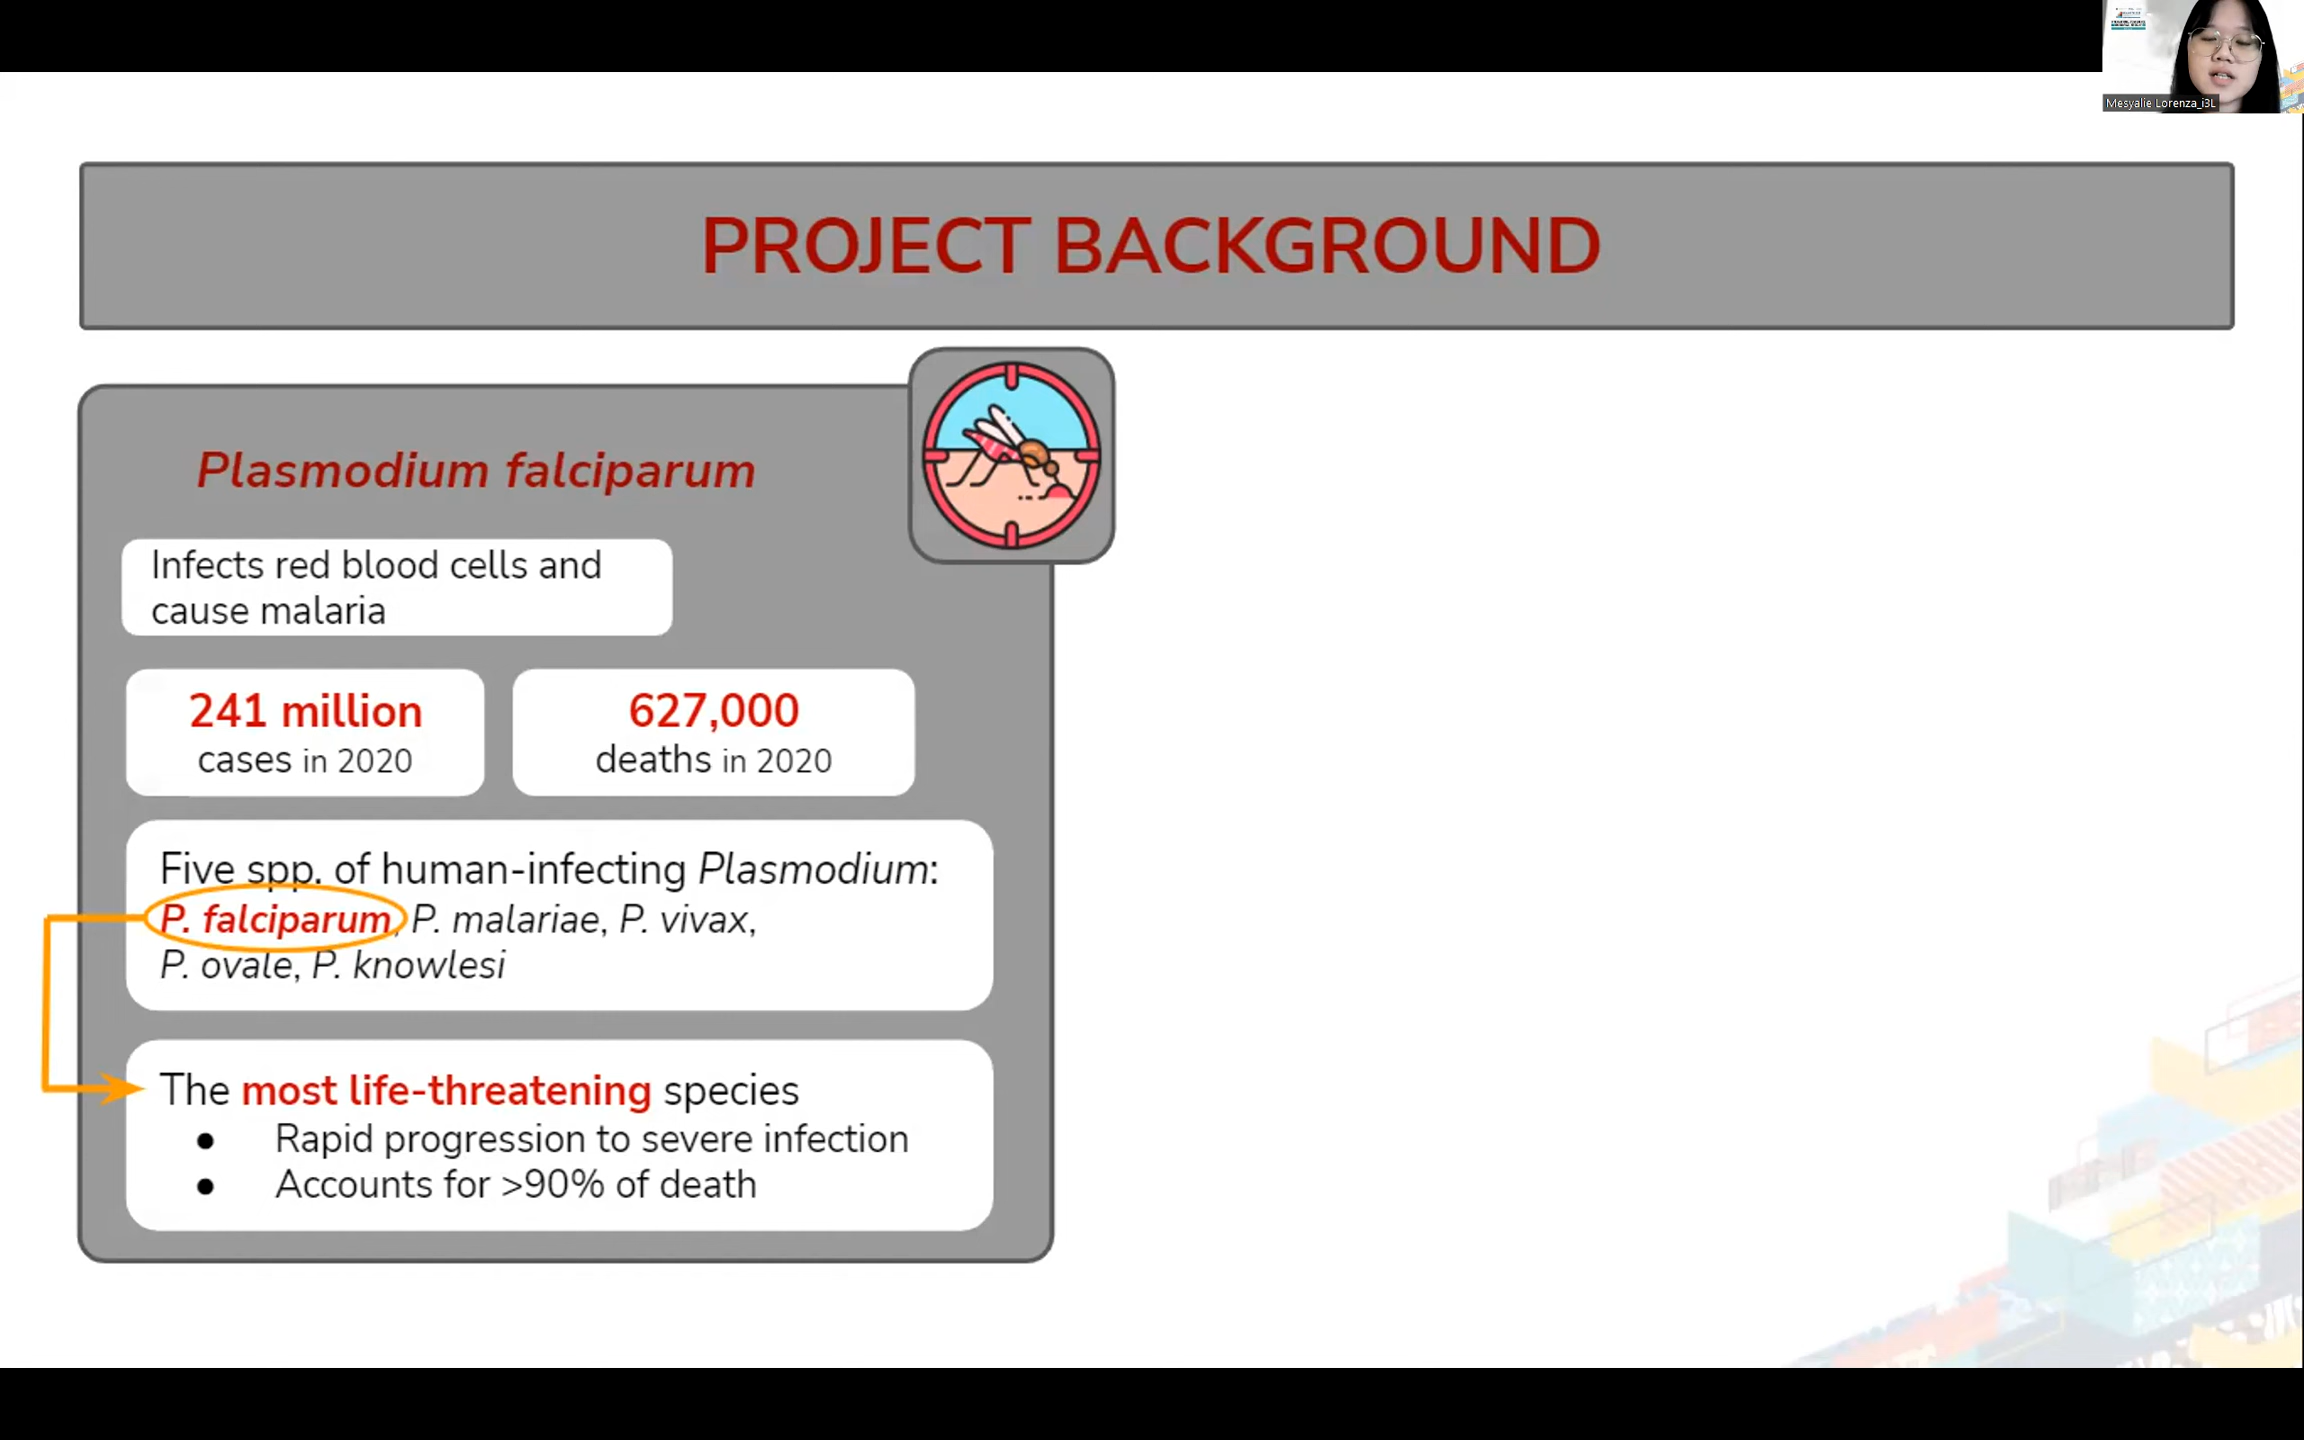 Mesyalie Lorenza_i3L
PROJECT BACKGROUND
Plasmodium falciparum
Infects red blood cells and
cause malaria
241 million
cases in 2020
627,000
deaths in 2020
Five spp. of human-infecting Plasmodium:
P. falciparum, P. malariae, P. vivax,
P. ovale, P. knowlesi
The most life-threatening species
● Rapid progression to severe infection
● Accounts for >90% of death